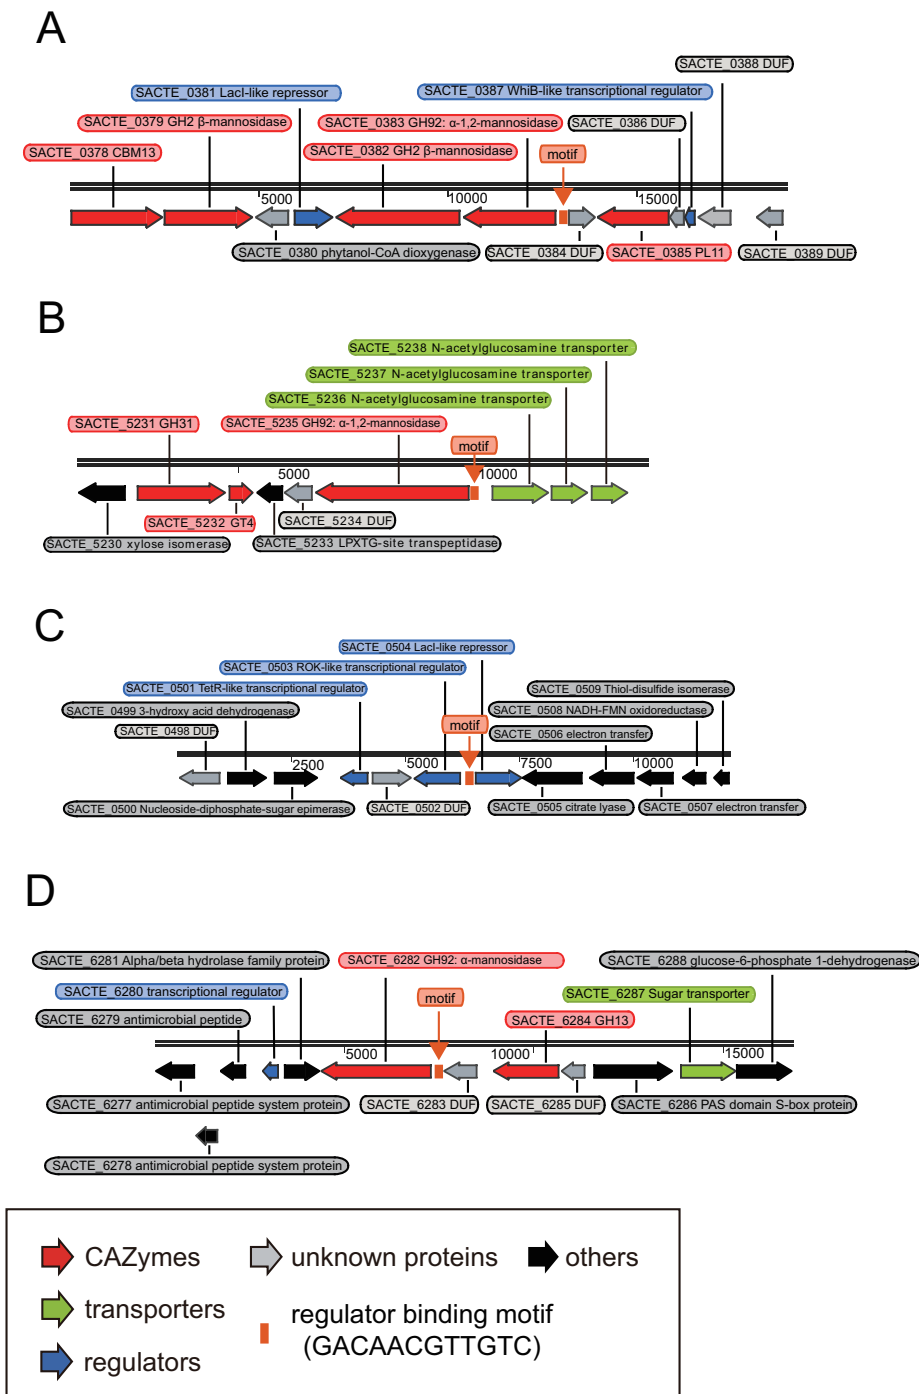 A
SACTE_0388 DUF
SACTE_0381 LacI-like repressor
SACTE_0387 WhiB-like transcriptional regulator
SACTE_0379 GH2 β-mannosidase
SACTE_0383 GH92: α-1,2-mannosidase
SACTE_0386 DUF
SACTE_0378 CBM13
SACTE_0382 GH2 β-mannosidase
motif
5000
10000
15000
SACTE_0380 phytanol-CoA dioxygenase
SACTE_0384 DUF
SACTE_0385 PL11
SACTE_0389 DUF
B
SACTE_5238 N-acetylglucosamine transporter
SACTE_5237 N-acetylglucosamine transporter
SACTE_5236 N-acetylglucosamine transporter
SACTE_5231 GH31
SACTE_5235 GH92: α-1,2-mannosidase
motif
5000
10000
SACTE_5232 GT4
SACTE_5234 DUF
SACTE_5230 xylose isomerase
SACTE_5233 LPXTG-site transpeptidase
C
SACTE_0504 LacI-like repressor
SACTE_0503 ROK-like transcriptional regulator
SACTE_0501 TetR-like transcriptional regulator
SACTE_0509 Thiol-disulfide isomerase
SACTE_0499 3-hydroxy acid dehydrogenase
SACTE_0508 NADH-FMN oxidoreductase
SACTE_0498 DUF
motif
SACTE_0506 electron transfer
2500
5000
7500
10000
SACTE_0500 Nucleoside-diphosphate-sugar epimerase
SACTE_0502 DUF
SACTE_0505 citrate lyase
SACTE_0507 electron transfer
D
SACTE_6281 Alpha/beta hydrolase family protein
SACTE_6282 GH92: α-mannosidase
SACTE_6288 glucose-6-phosphate 1-dehydrogenase
SACTE_6280 transcriptional regulator
motif
SACTE_6287 Sugar transporter
SACTE_6279 antimicrobial peptide
SACTE_6284 GH13
5000
10000
15000
SACTE_6277 antimicrobial peptide system protein
SACTE_6283 DUF
SACTE_6285 DUF
SACTE_6286 PAS domain S-box protein
SACTE_6278 antimicrobial peptide system protein
CAZymes
unknown proteins
others
transporters
regulator binding motif
(GACAACGTTGTC)
regulators